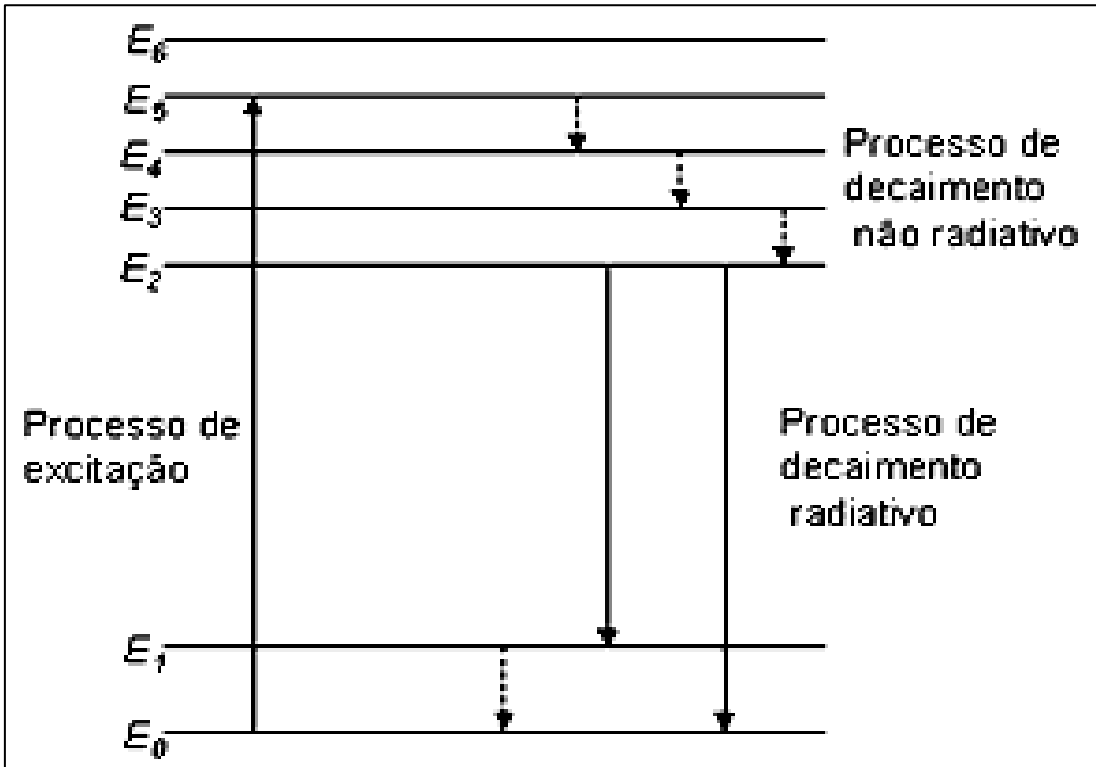 E6
E5
E4
E3
E2
Processo de
decaimento
não radiativo
Processo de
excitação
Processo de
decaimento
radiativo
E1
E0